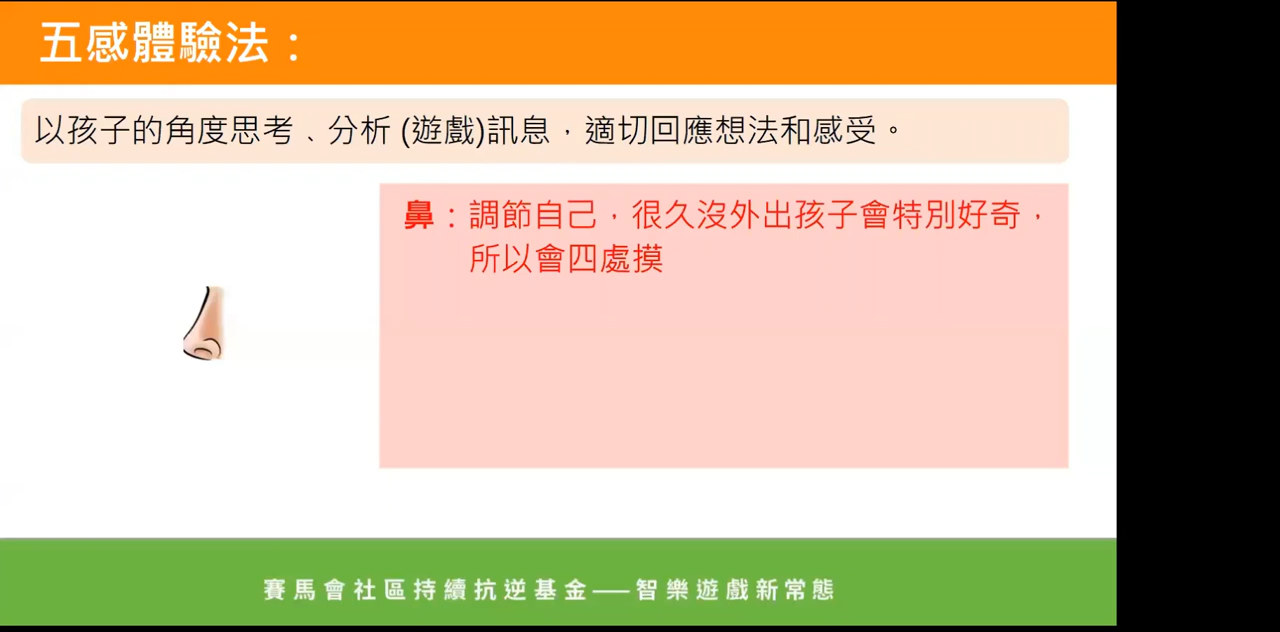 五感體驗法：
以孩子的角度思考、分析 (遊戲)訊息，適切回應想法和感受。
鼻：調節自己，很久沒外出孩子會特別好奇，
所以會四處摸
賽馬會社區持續抗逆基金——智樂遊戲新常態